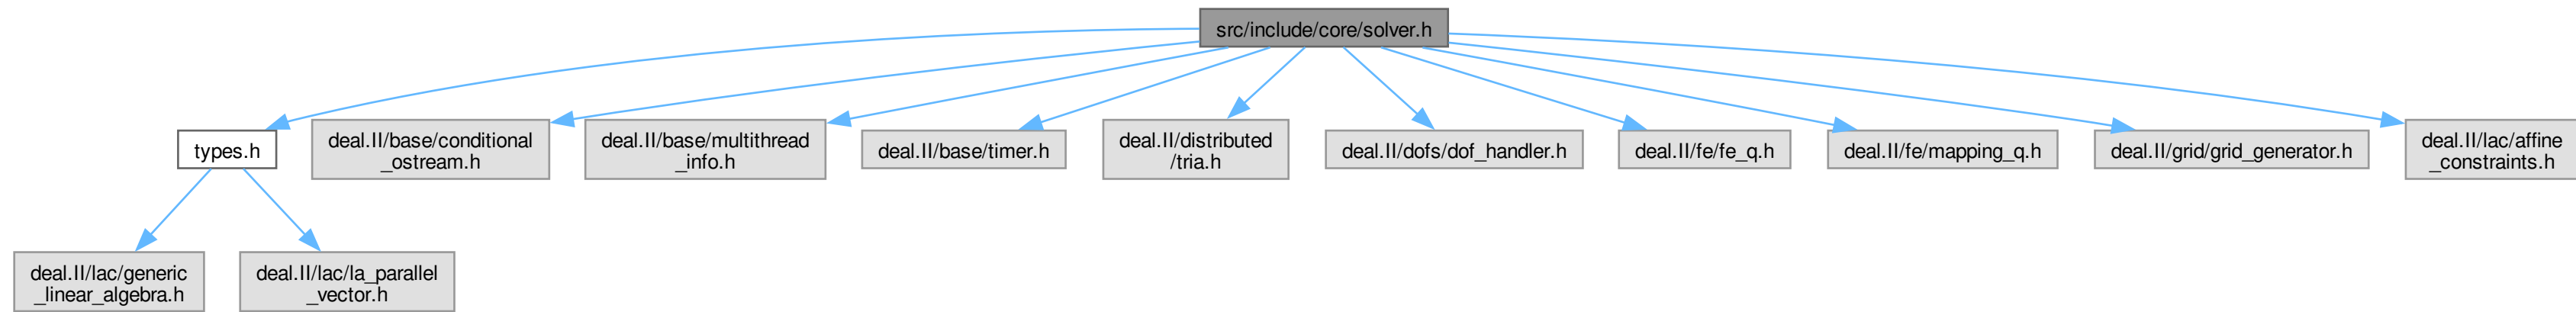 src/include/core/solver.h
types.h
deal.II/base/conditional
_ostream.h
deal.II/base/multithread
_info.h
deal.II/base/timer.h
deal.II/distributed
/tria.h
deal.II/dofs/dof_handler.h
deal.II/fe/fe_q.h
deal.II/fe/mapping_q.h
deal.II/grid/grid_generator.h
deal.II/lac/affine
_constraints.h
deal.II/lac/generic
_linear_algebra.h
deal.II/lac/la_parallel
_vector.h